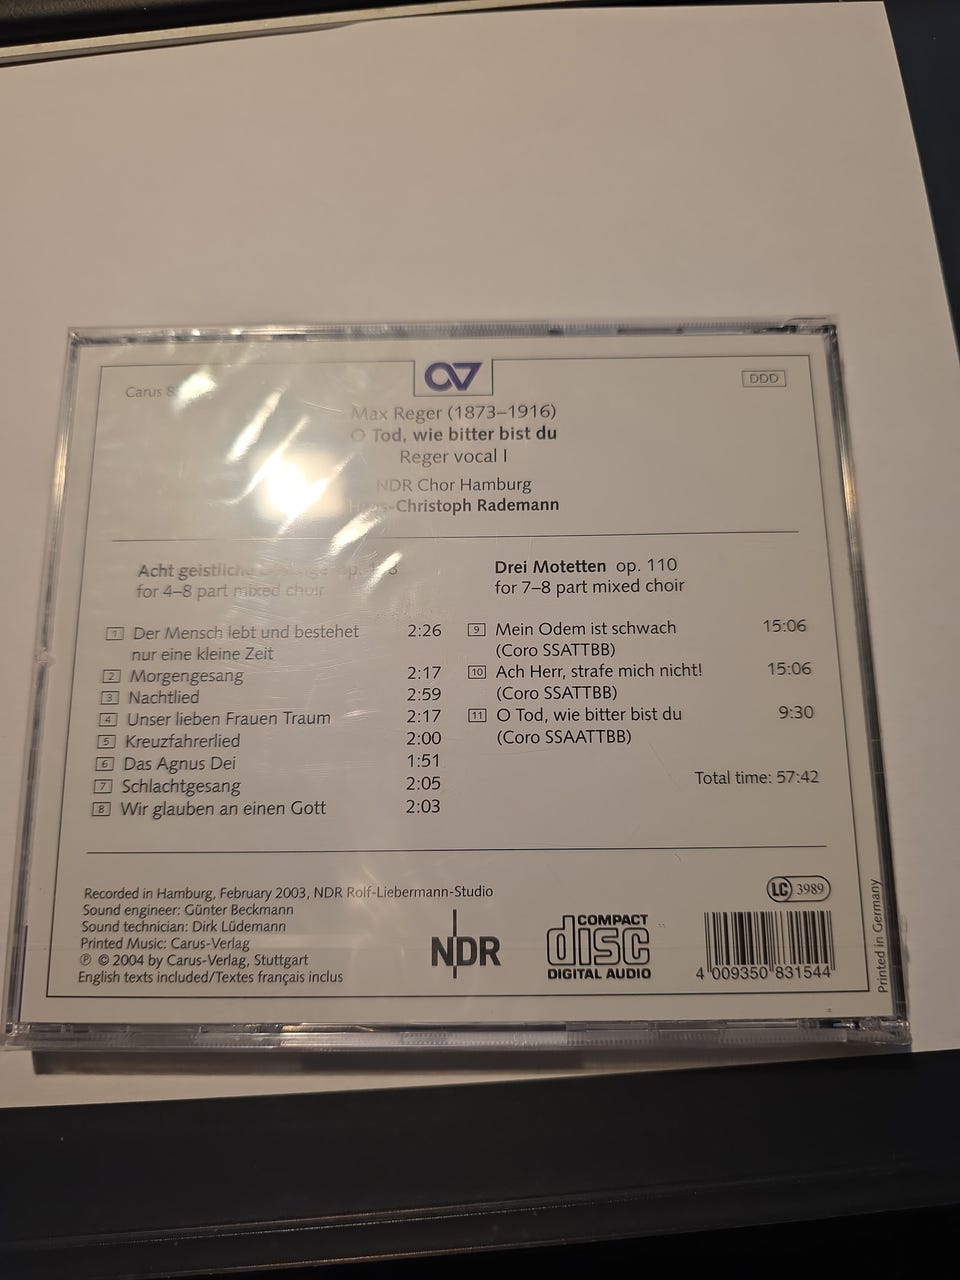 Carus 8
DDD
Max Reger (1873–1916)
O Tod, wie bitter bist du
Reger vocal I
NDR Chor Hamburg
Hans-Christoph Rademann
Acht geistliche op.
for 4–8 part mixed choir
1 Der Mensch lebt und bestehet 2:26
nur eine kleine Zeit
2 Morgengesang 2:17
3 Nachtlied 2:59
4 Unser lieben Frauen Traum 2:17
5 Kreuzfahrerlied 2:00
6 Das Agnus Dei 1:51
7 Schlachtgesang 2:05
8 Wir glauben an einen Gott 2:03
Drei Motetten op. 110
for 7–8 part mixed choir
9 Mein Odem ist schwach 15:06
(Coro SSATTBB)
10 Ach Herr, strafe mich nicht! 15:06
(Coro SSATTBB)
11 O Tod, wie bitter bist du 9:30
(Coro SSAATTBB)
Total time: 57:42
Recorded in Hamburg, February 2003, NDR Rolf-Liebermann-Studio
Sound engineer: Günter Beckmann
Sound technician: Dirk Lüdemann
Printed Music: Carus-Verlag
℗ © 2004 by Carus-Verlag, Stuttgart
English texts included/Textes français inclus
NDR
COMPACT
disc
DIGITAL AUDIO
LC 3989
4 009350 831544
Printed in Germany